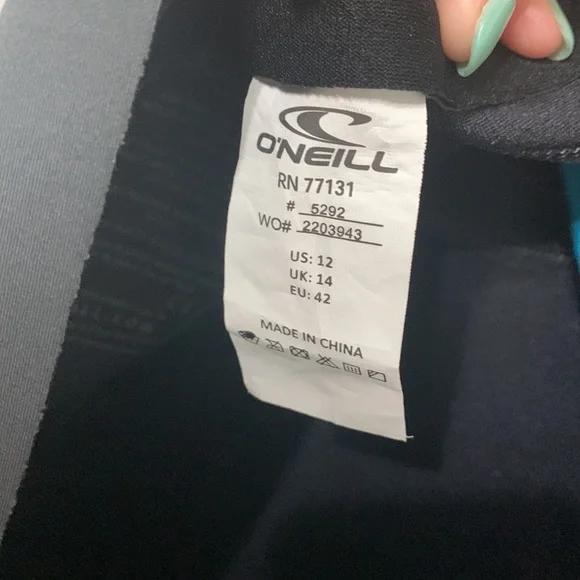 O'NEILL
RN 77131
# 5292
WO# 2203943
US: 12
UK: 14
EU: 42
MADE IN CHINA